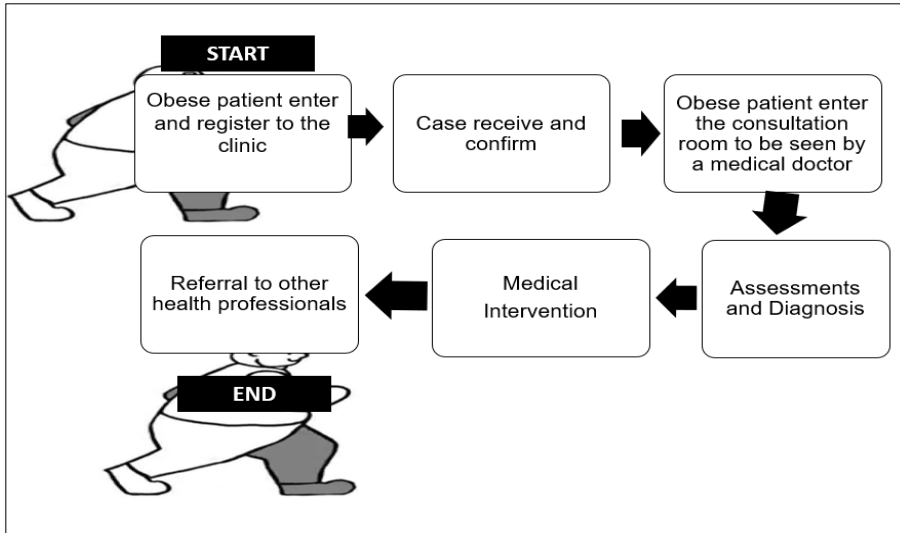 START
Obese patient enter
and register to the
clinic
Case receive and
confirm
Obese patient enter
the consultation
room to be seen by
a medical doctor
Assessments
and Diagnosis
Medical
Intervention
Referral to other
health professionals
END